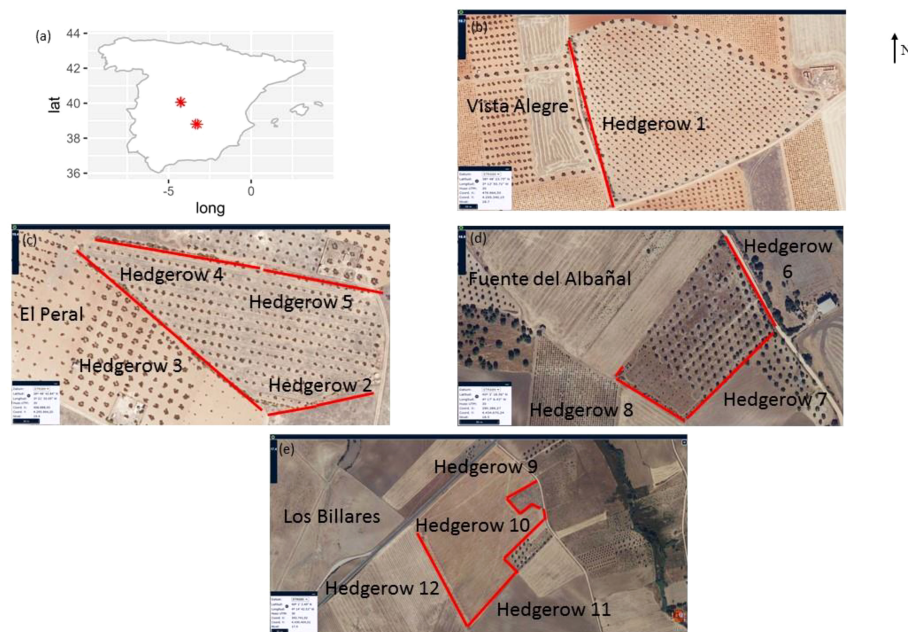 (a)
44
42
40
38
36
lat
-5
0
long
(b)
Vista Alegre
Hedgerow 1
N
(c)
Hedgerow 4
Hedgerow 5
El Peral
Hedgerow 3
Hedgerow 2
(d)
Hedgerow
6
Fuente del Albañal
Hedgerow 8
Hedgerow 7
(e)
Hedgerow 9
Los Billares
Hedgerow 10
Hedgerow 12
Hedgerow 11